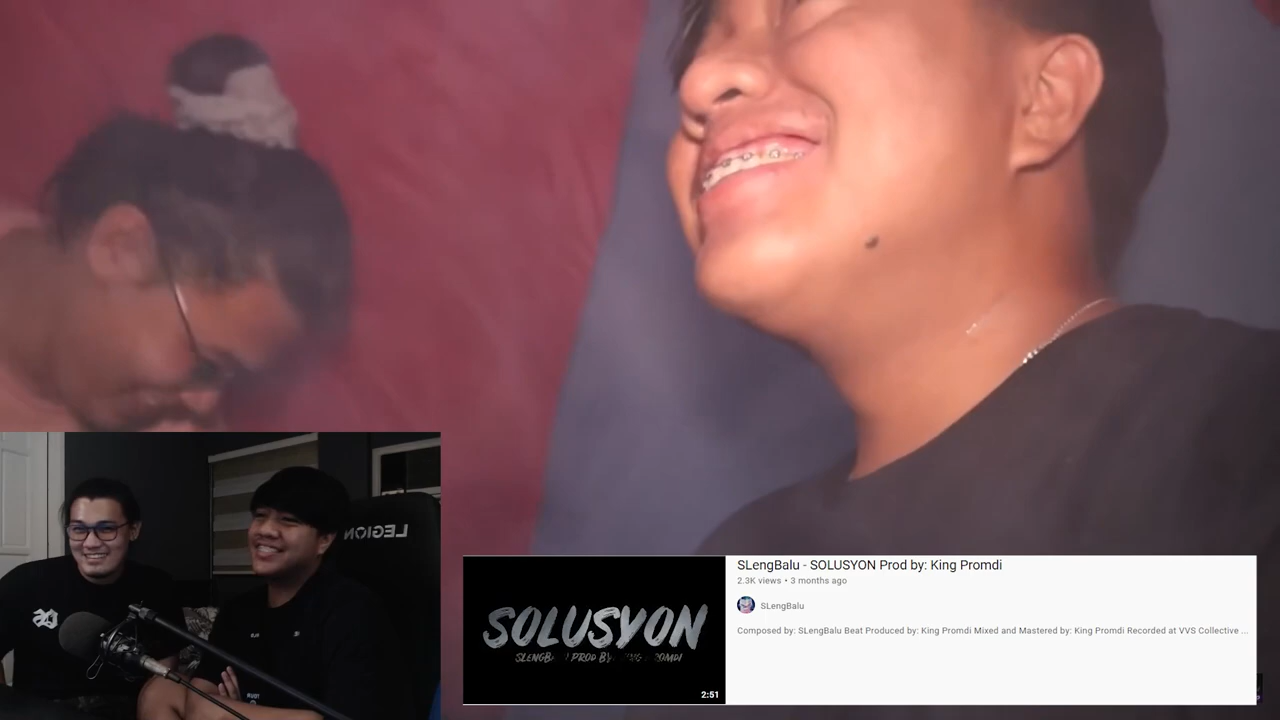 LEGION
SLengBalu - SOLUSYON Prod by: King Promdi
2.3K views • 3 months ago
SLengBalu
Composed by: SLengBalu Beat Produced by: King Promdi Mixed and Mastered by: King Promdi Recorded at VVS Collective ...
SOLUSYON
2:51